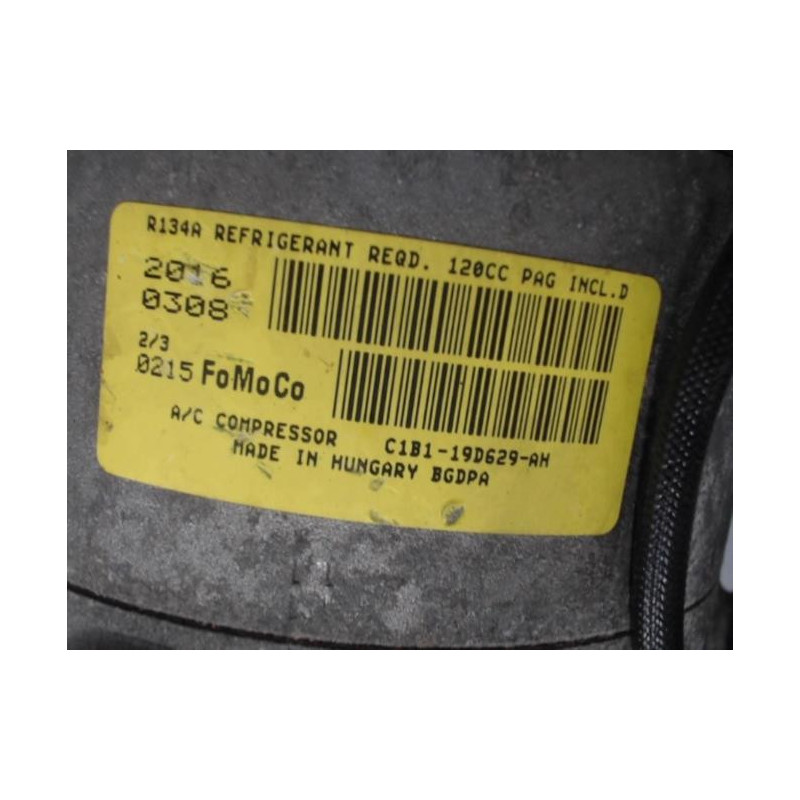 R134A REFRIGERANT REQD. 120CC PAG INCL.D
2016
0308
2/3
0215 FoMoCo
A/C COMPRESSOR C1B1-19D629-AH
MADE IN HUNGARY BGDPA